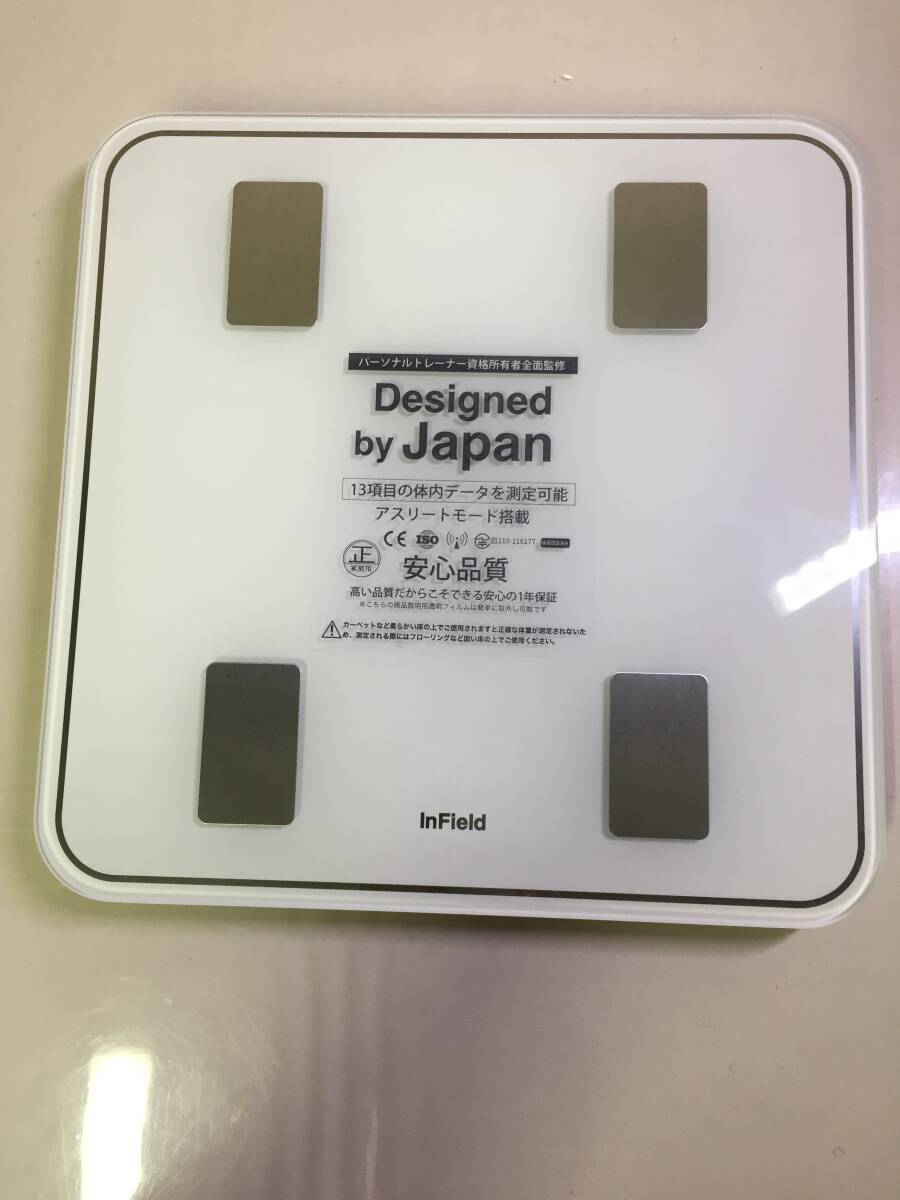 パーソナルトレーナー資格所有者全面監修
Designed
by Japan
13項目の体内データを測定可能
アスリートモード搭載
CE ISO 210-116177
正
家庭用
安心品質
高い品質だからこそできる安心の1年保証
※こちらの商品説明用透明フィルムは簡単に取外し可能です
カーペットなど柔らかい床の上でご使用されますと正確な体重が測定されないた
め、測定される際にはフローリングなど固い床の上でご使用ください。
InField